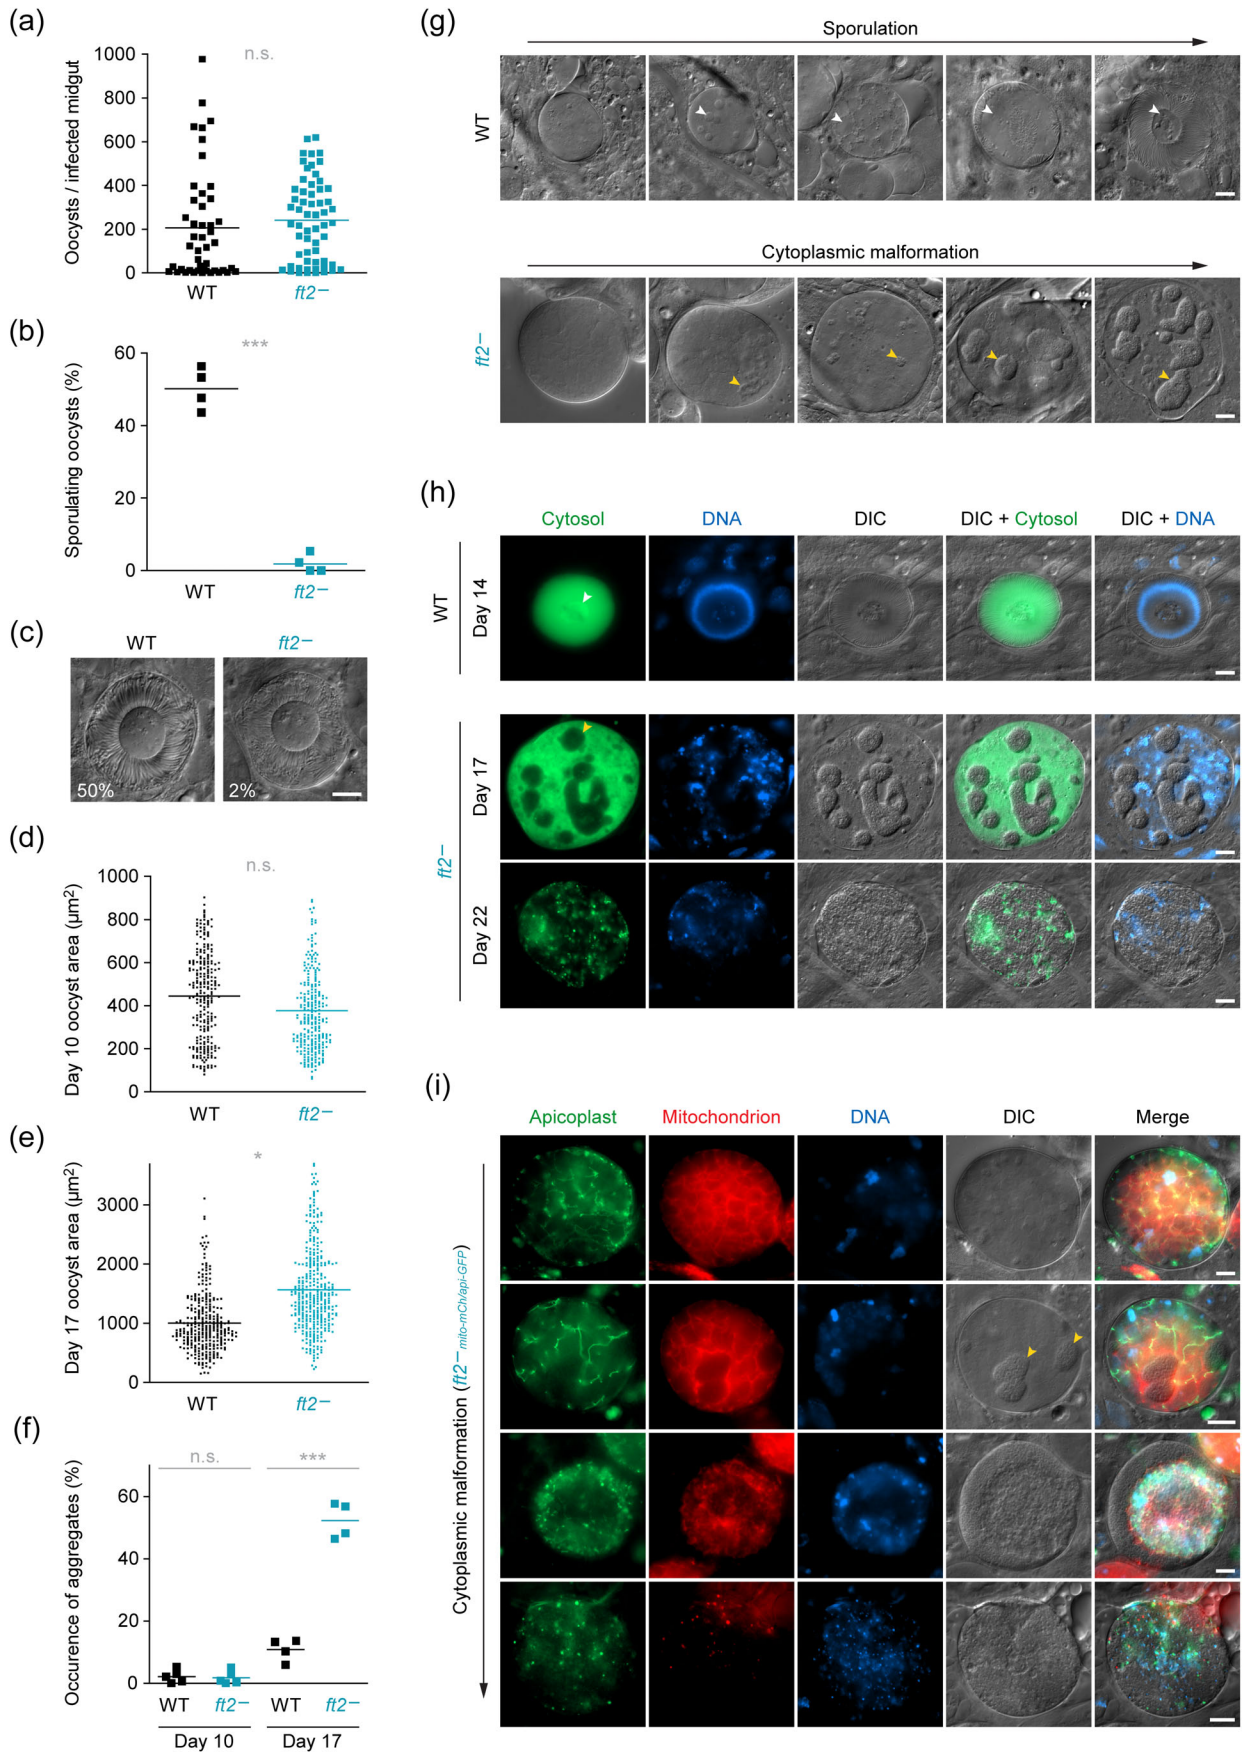 (a)
n.s.
Oocysts / infected midgut
1000
800
600
400
200
0
WT
ft2–
(b)
***
Sporulating oocysts (%)
60
40
20
0
WT
ft2–
(c)
WT
ft2–
50%
2%
(d)
n.s.
Day 10 oocyst area (µm²)
1000
800
600
400
200
0
WT
ft2–
(e)
*
Day 17 oocyst area (µm²)
3000
2000
1000
0
WT
ft2–
(f)
n.s.
***
Occurence of aggregates (%)
60
40
20
0
WT
ft2–
WT
ft2–
Day 10
Day 17
(g)
Sporulation
WT
Cytoplasmic malformation
ft2–
(h)
Cytosol
DNA
DIC
DIC + Cytosol
DIC + DNA
WT
Day 14
ft2–
Day 17
Day 22
(i)
Apicoplast
Mitochondrion
DNA
DIC
Merge
Cytoplasmic malformation (ft2– mito-mCh/api-GFP)